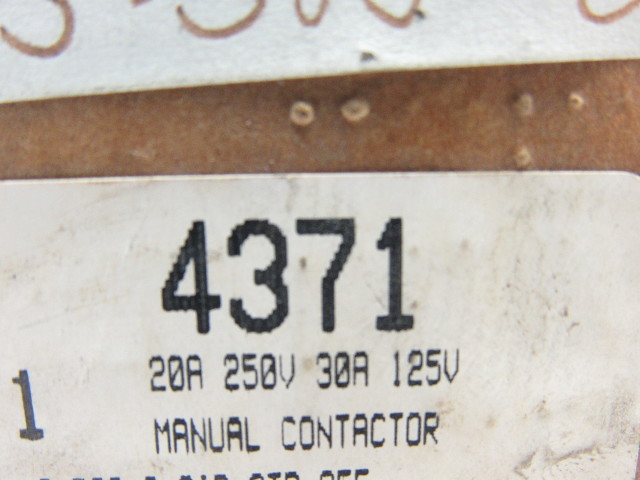 4371
20A 250V 30A 125V
1
MANUAL CONTACTOR